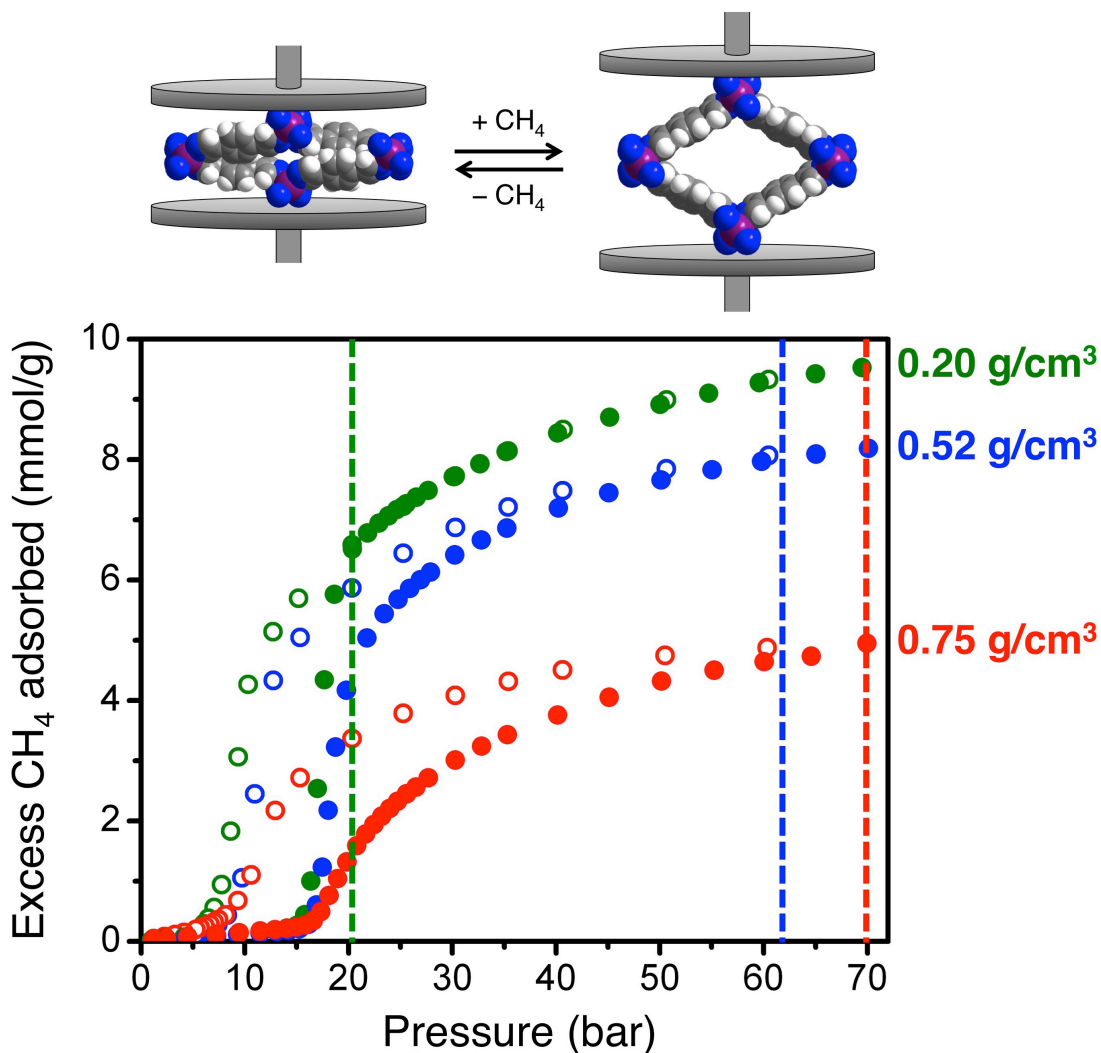 + CH₄
– CH₄
Excess CH₄ adsorbed (mmol/g)
10
8
6
4
2
0
0.20 g/cm³
0.52 g/cm³
0.75 g/cm³
0 10 20 30 40 50 60 70
Pressure (bar)